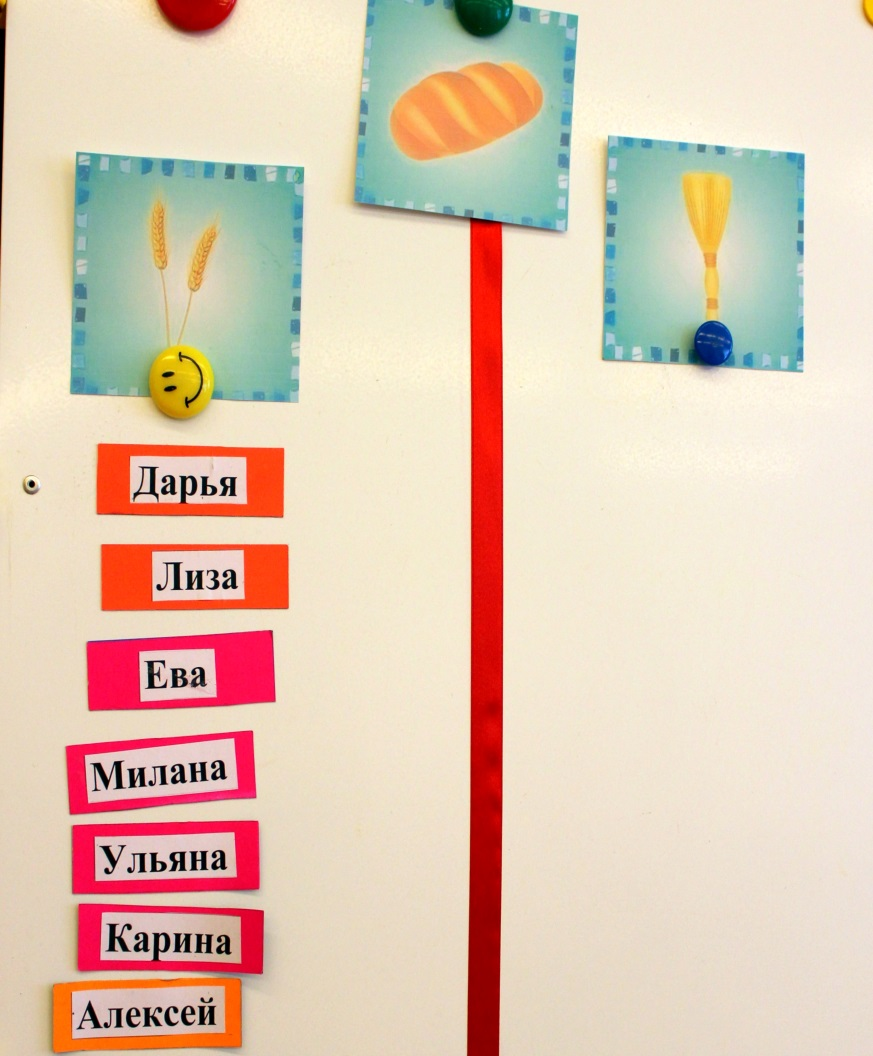 Дарья
Лиза
Ева
Милана
Ульяна
Карина
Алексей